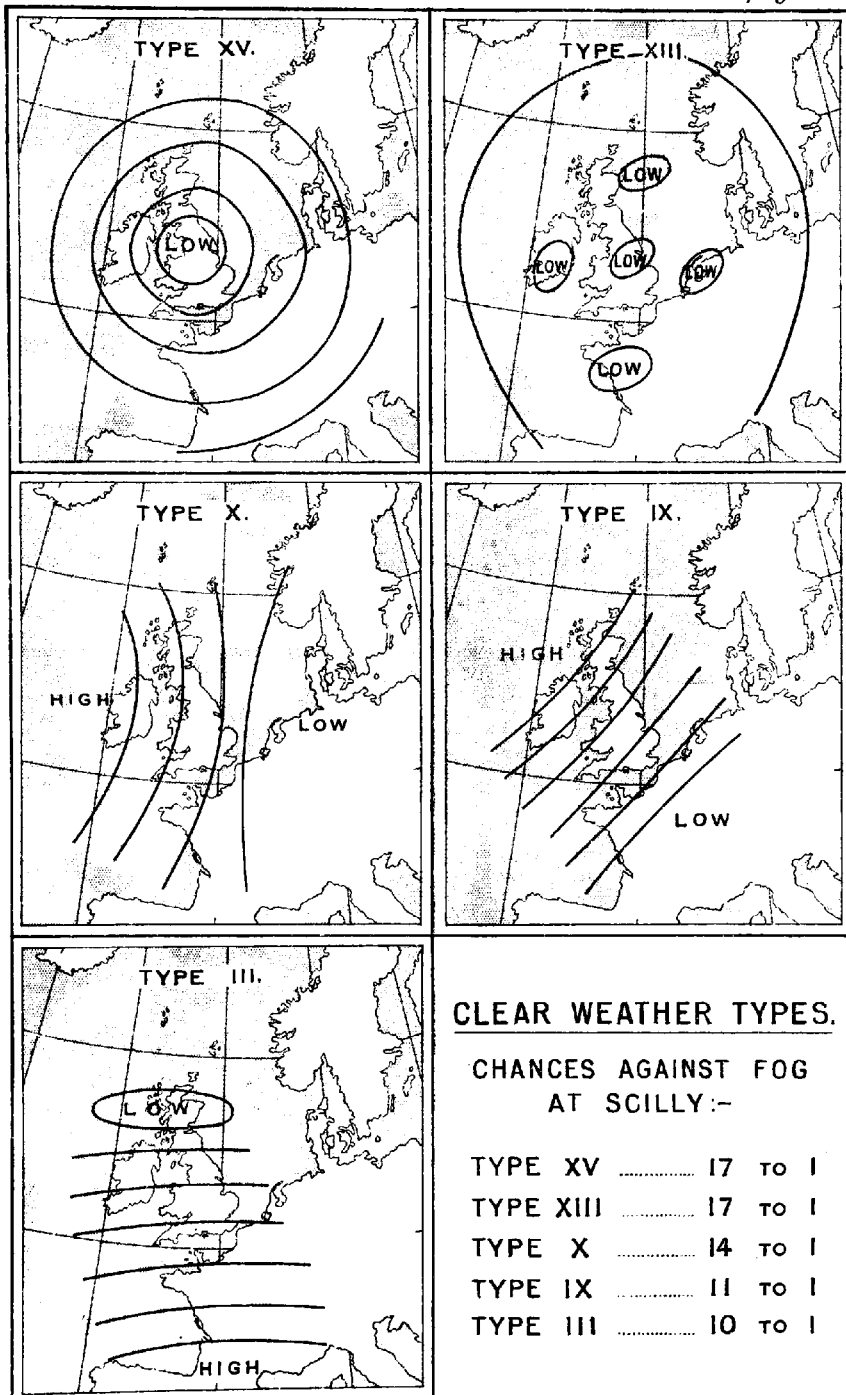 TYPE XV.
LOW
TYPE XIII.
LOW
LOW
LOW
LOW
LOW
TYPE X.
HIGH
LOW
TYPE IX.
HIGH
LOW
TYPE III.
LOW
HIGH
CLEAR WEATHER TYPES.
CHANCES AGAINST FOG
AT SCILLY:-
TYPE XV ............ 17 TO 1
TYPE XIII ............ 17 TO 1
TYPE X ............ 14 TO 1
TYPE IX ............ 11 TO 1
TYPE III ............ 10 TO 1